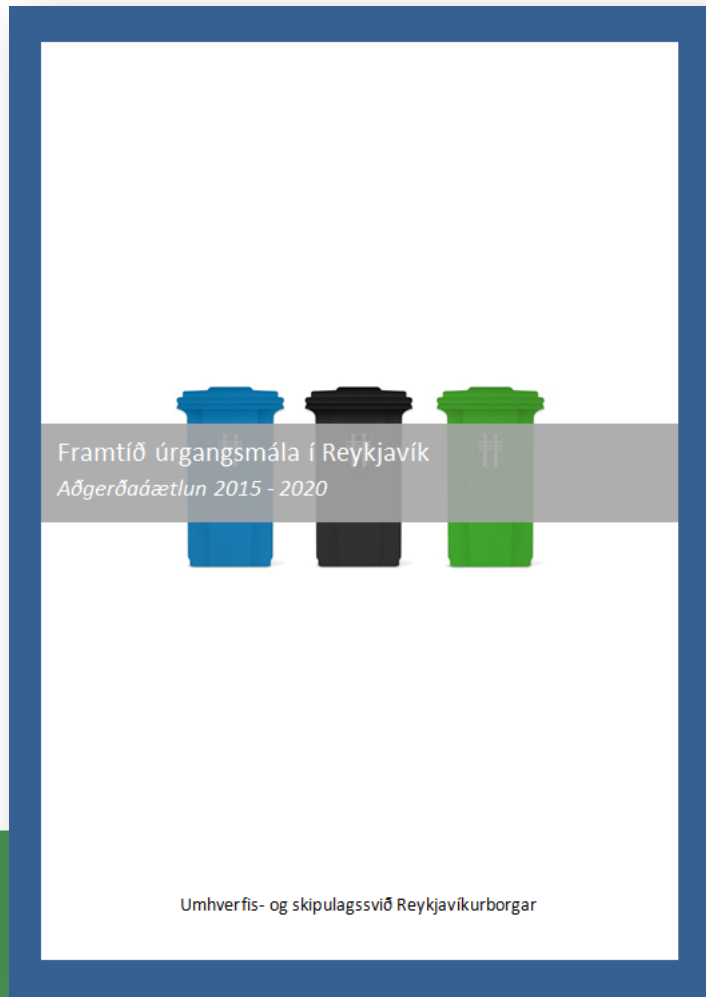 Framtíð úrgangsmála í Reykjavík
Aðgerðaáætlun 2015 - 2020
Umhverfis- og skipulagssvið Reykjavíkurborgar